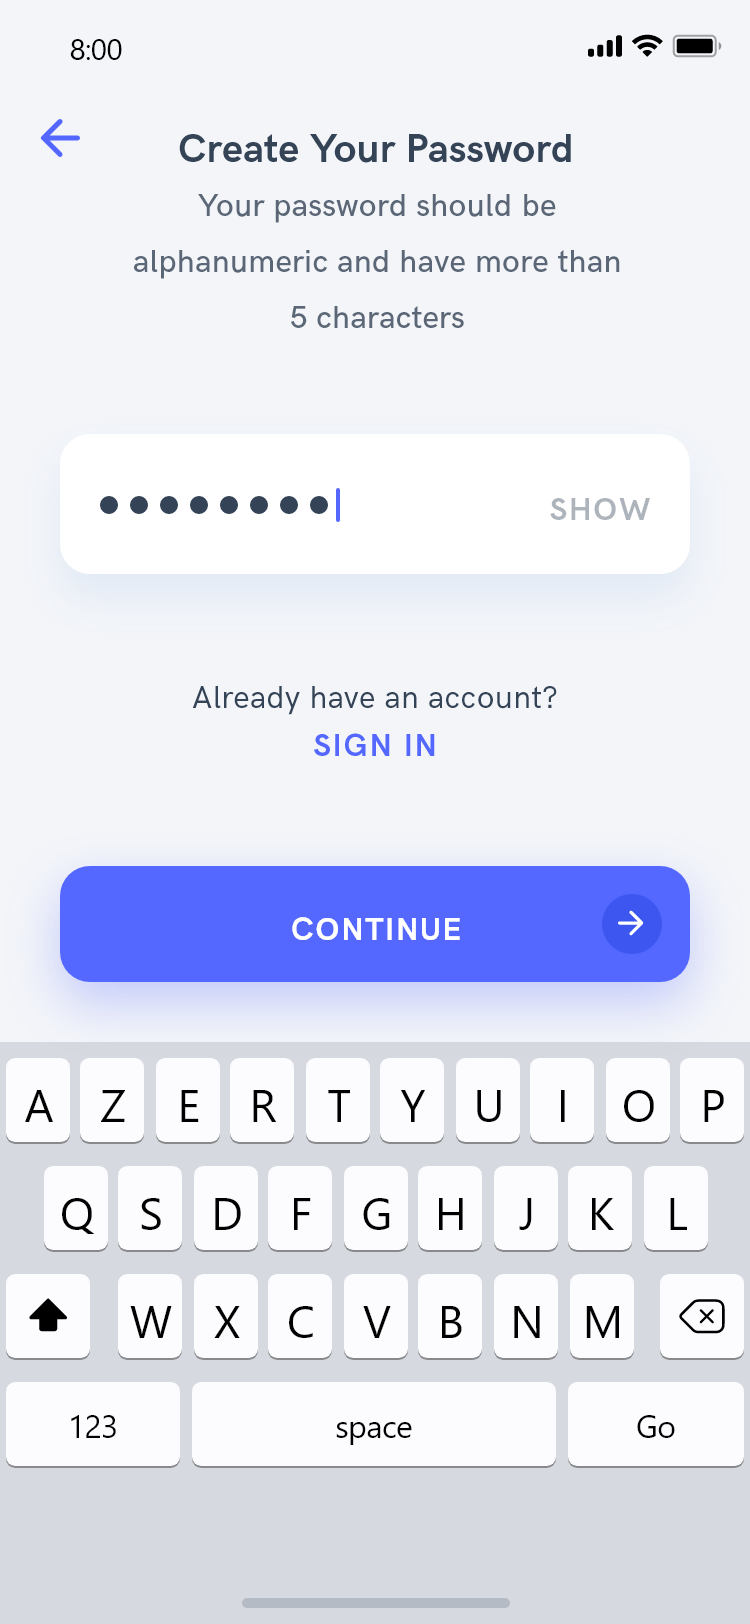 8:00
Create Your Password
Your password should be
alphanumeric and have more than
5 characters
SHOW
Already have an account?
SIGN IN
CONTINUE
A Z E R T Y U I O P
Q S D F G H J K L
W X C V B N M
123 space Go